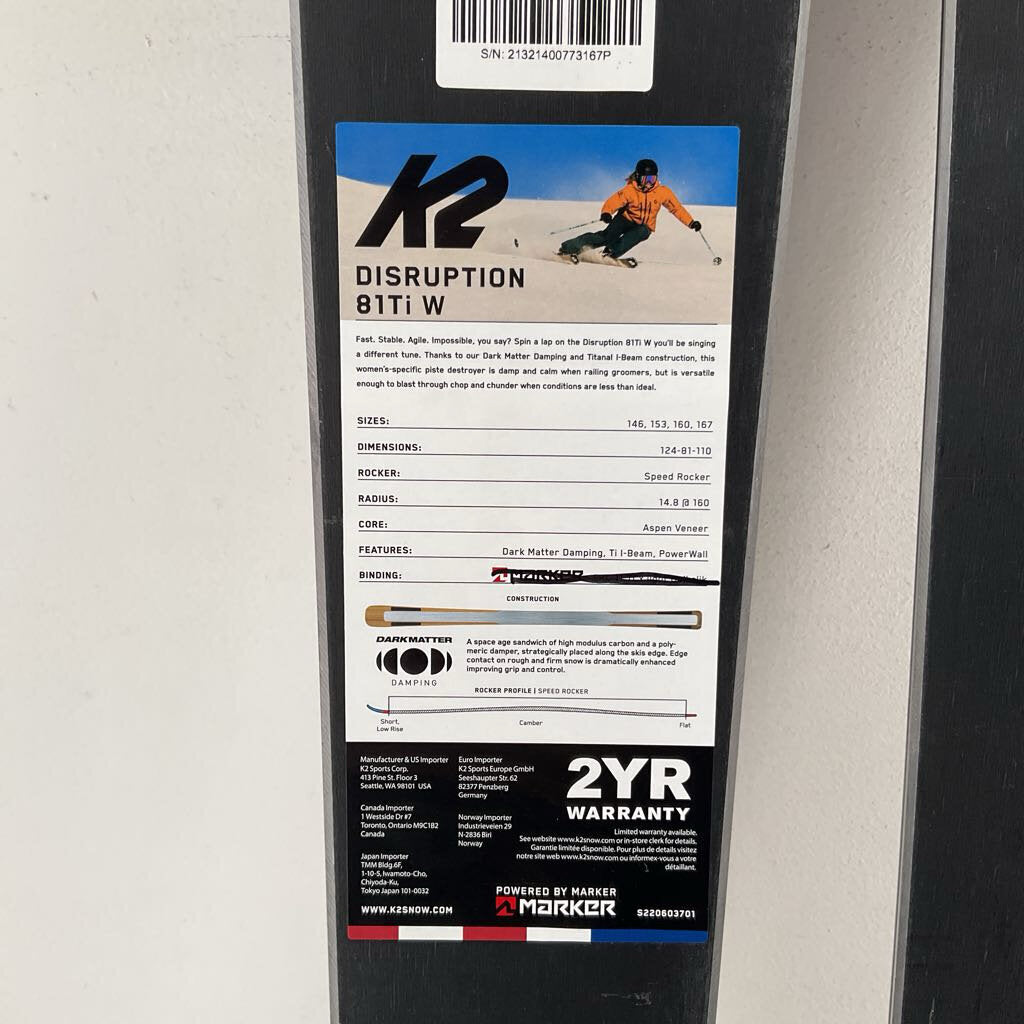 S/N: 21321400773167P
K2
DISRUPTION
81Ti W
Fast. Stable. Agile. Impossible, you say? Spin a lap on the Disruption 81Ti W you'll be singing
a different tune. Thanks to our Dark Matter Damping and Titanal I-Beam construction, this
women's-specific piste destroyer is damp and calm when railing groomers, but is versatile
enough to blast through chop and chunder when conditions are less than ideal.
SIZES: 146, 153, 160, 167
DIMENSIONS: 124-81-110
ROCKER: Speed Rocker
RADIUS: 14.8 @ 160
CORE: Aspen Veneer
FEATURES: Dark Matter Damping, Ti I-Beam, PowerWall
BINDING: MARKER
CONSTRUCTION
DARKMATTER
DAMPING
A space age sandwich of high modulus carbon and a poly-
meric damper, strategically placed along the skis edge. Edge
contact on rough and firm snow is dramatically enhanced
improving grip and control.
ROCKER PROFILE | SPEED ROCKER
Short,
Low Rise
Camber
Flat
Manufacturer & US Importer
K2 Sports Corp.
413 Pine St. Floor 3
Seattle, WA 98101 USA
Canada Importer
1 Westside Dr #7
Toronto, Ontario M9C1B2
Canada
Japan Importer
TMM Bldg.6F,
1-10-5, Iwamoto-Cho,
Chiyoda-Ku,
Tokyo Japan 101-0032
WWW.K2SNOW.COM
Euro Importer
K2 Sports Europe GmbH
Seeshaupter Str. 62
82377 Penzberg
Germany
Norway Importer
Industrieveien 29
N-2836 Biri
Norway
2YR
WARRANTY
Limited warranty available.
See website www.k2snow.com or in-store clerk for details.
Garantie limitée disponible. Pour plus de details visitez
notre site web www.k2snow.com ou informez-vous a votre
détaillant.
POWERED BY MARKER
MARKER
S220603701